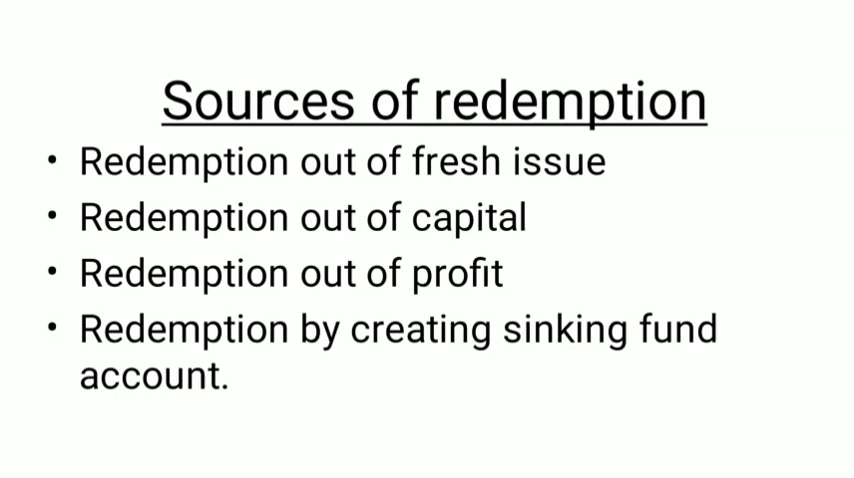 Sources of redemption
• Redemption out of fresh issue
• Redemption out of capital
• Redemption out of profit
• Redemption by creating sinking fund
account.